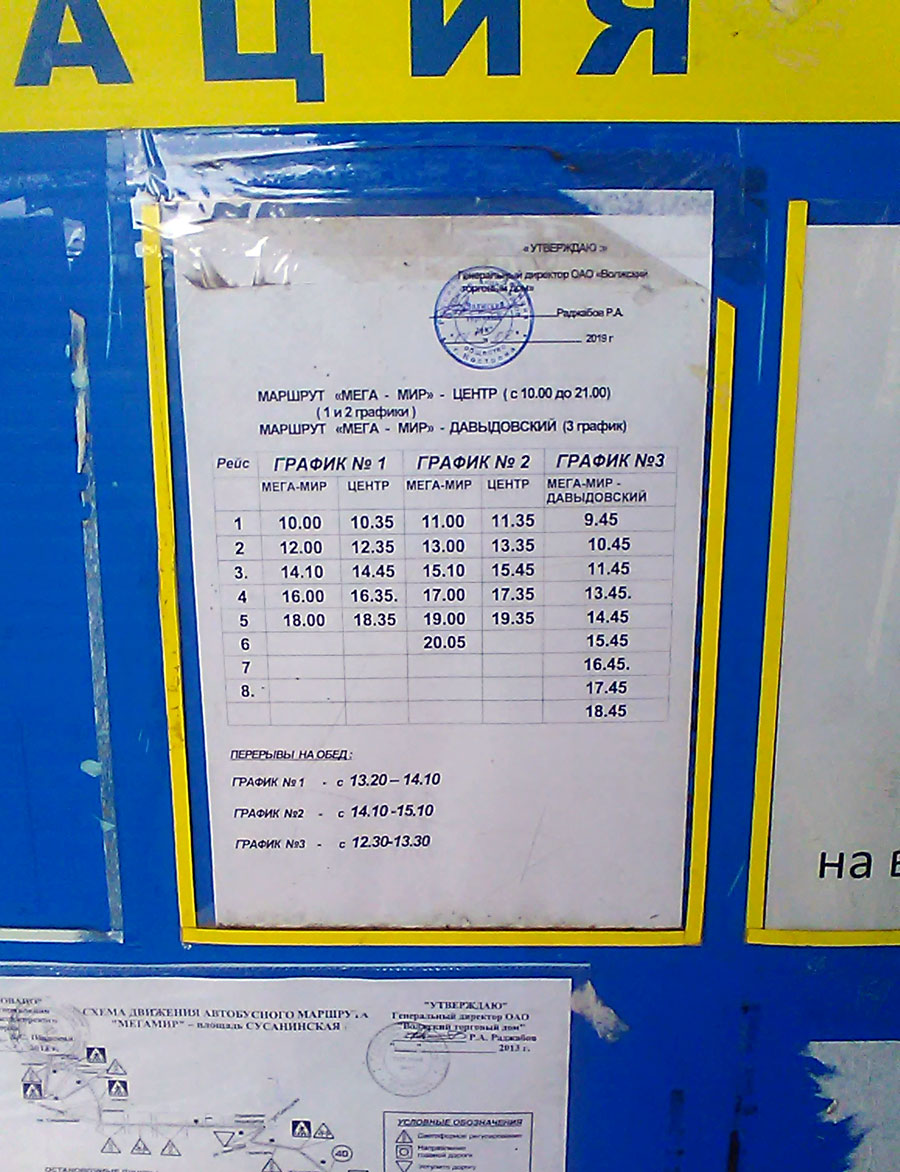 АЦИЯ
«УТВЕРЖДАЮ»
Генеральный директор ОАО «Волжский
торговый Дом»
Раджабов Р.А.
2019 г
МАРШРУТ «МЕГА - МИР» - ЦЕНТР ( с 10.00 до 21.00)
( 1 и 2 графики )
МАРШРУТ «МЕГА - МИР» - ДАВЫДОВСКИЙ (3 график)
Рейс ГРАФИК № 1 ГРАФИК № 2 ГРАФИК №3
МЕГА-МИР ЦЕНТР МЕГА-МИР ЦЕНТР МЕГА-МИР -
ДАВЫДОВСКИЙ
1 10.00 10.35 11.00 11.35 9.45
2 12.00 12.35 13.00 13.35 10.45
3. 14.10 14.45 15.10 15.45 11.45
4 16.00 16.35. 17.00 17.35 13.45.
5 18.00 18.35 19.00 19.35 14.45
6 20.05 15.45
7 16.45.
8. 17.45
18.45
ПЕРЕРЫВЫ НА ОБЕД :
ГРАФИК №1 - с 13.20 – 14.10
ГРАФИК №2 - с 14.10 -15.10
ГРАФИК №3 - с 12.30-13.30
на в
СХЕМА ДВИЖЕНИЯ АВТОБУСНОГО МАРШРУТА
"МЕГАМИР" – площадь СУСАНИНСКАЯ
"УТВЕРЖДАЮ"
Генеральный директор ОАО
"Волжский торговый дом"
Р.А. Раджабов
2013 г.
УСЛОВНЫЕ ОБОЗНАЧЕНИЯ
Светофорное регулирование
Направление
главной дороги
Уступить дорогу
40